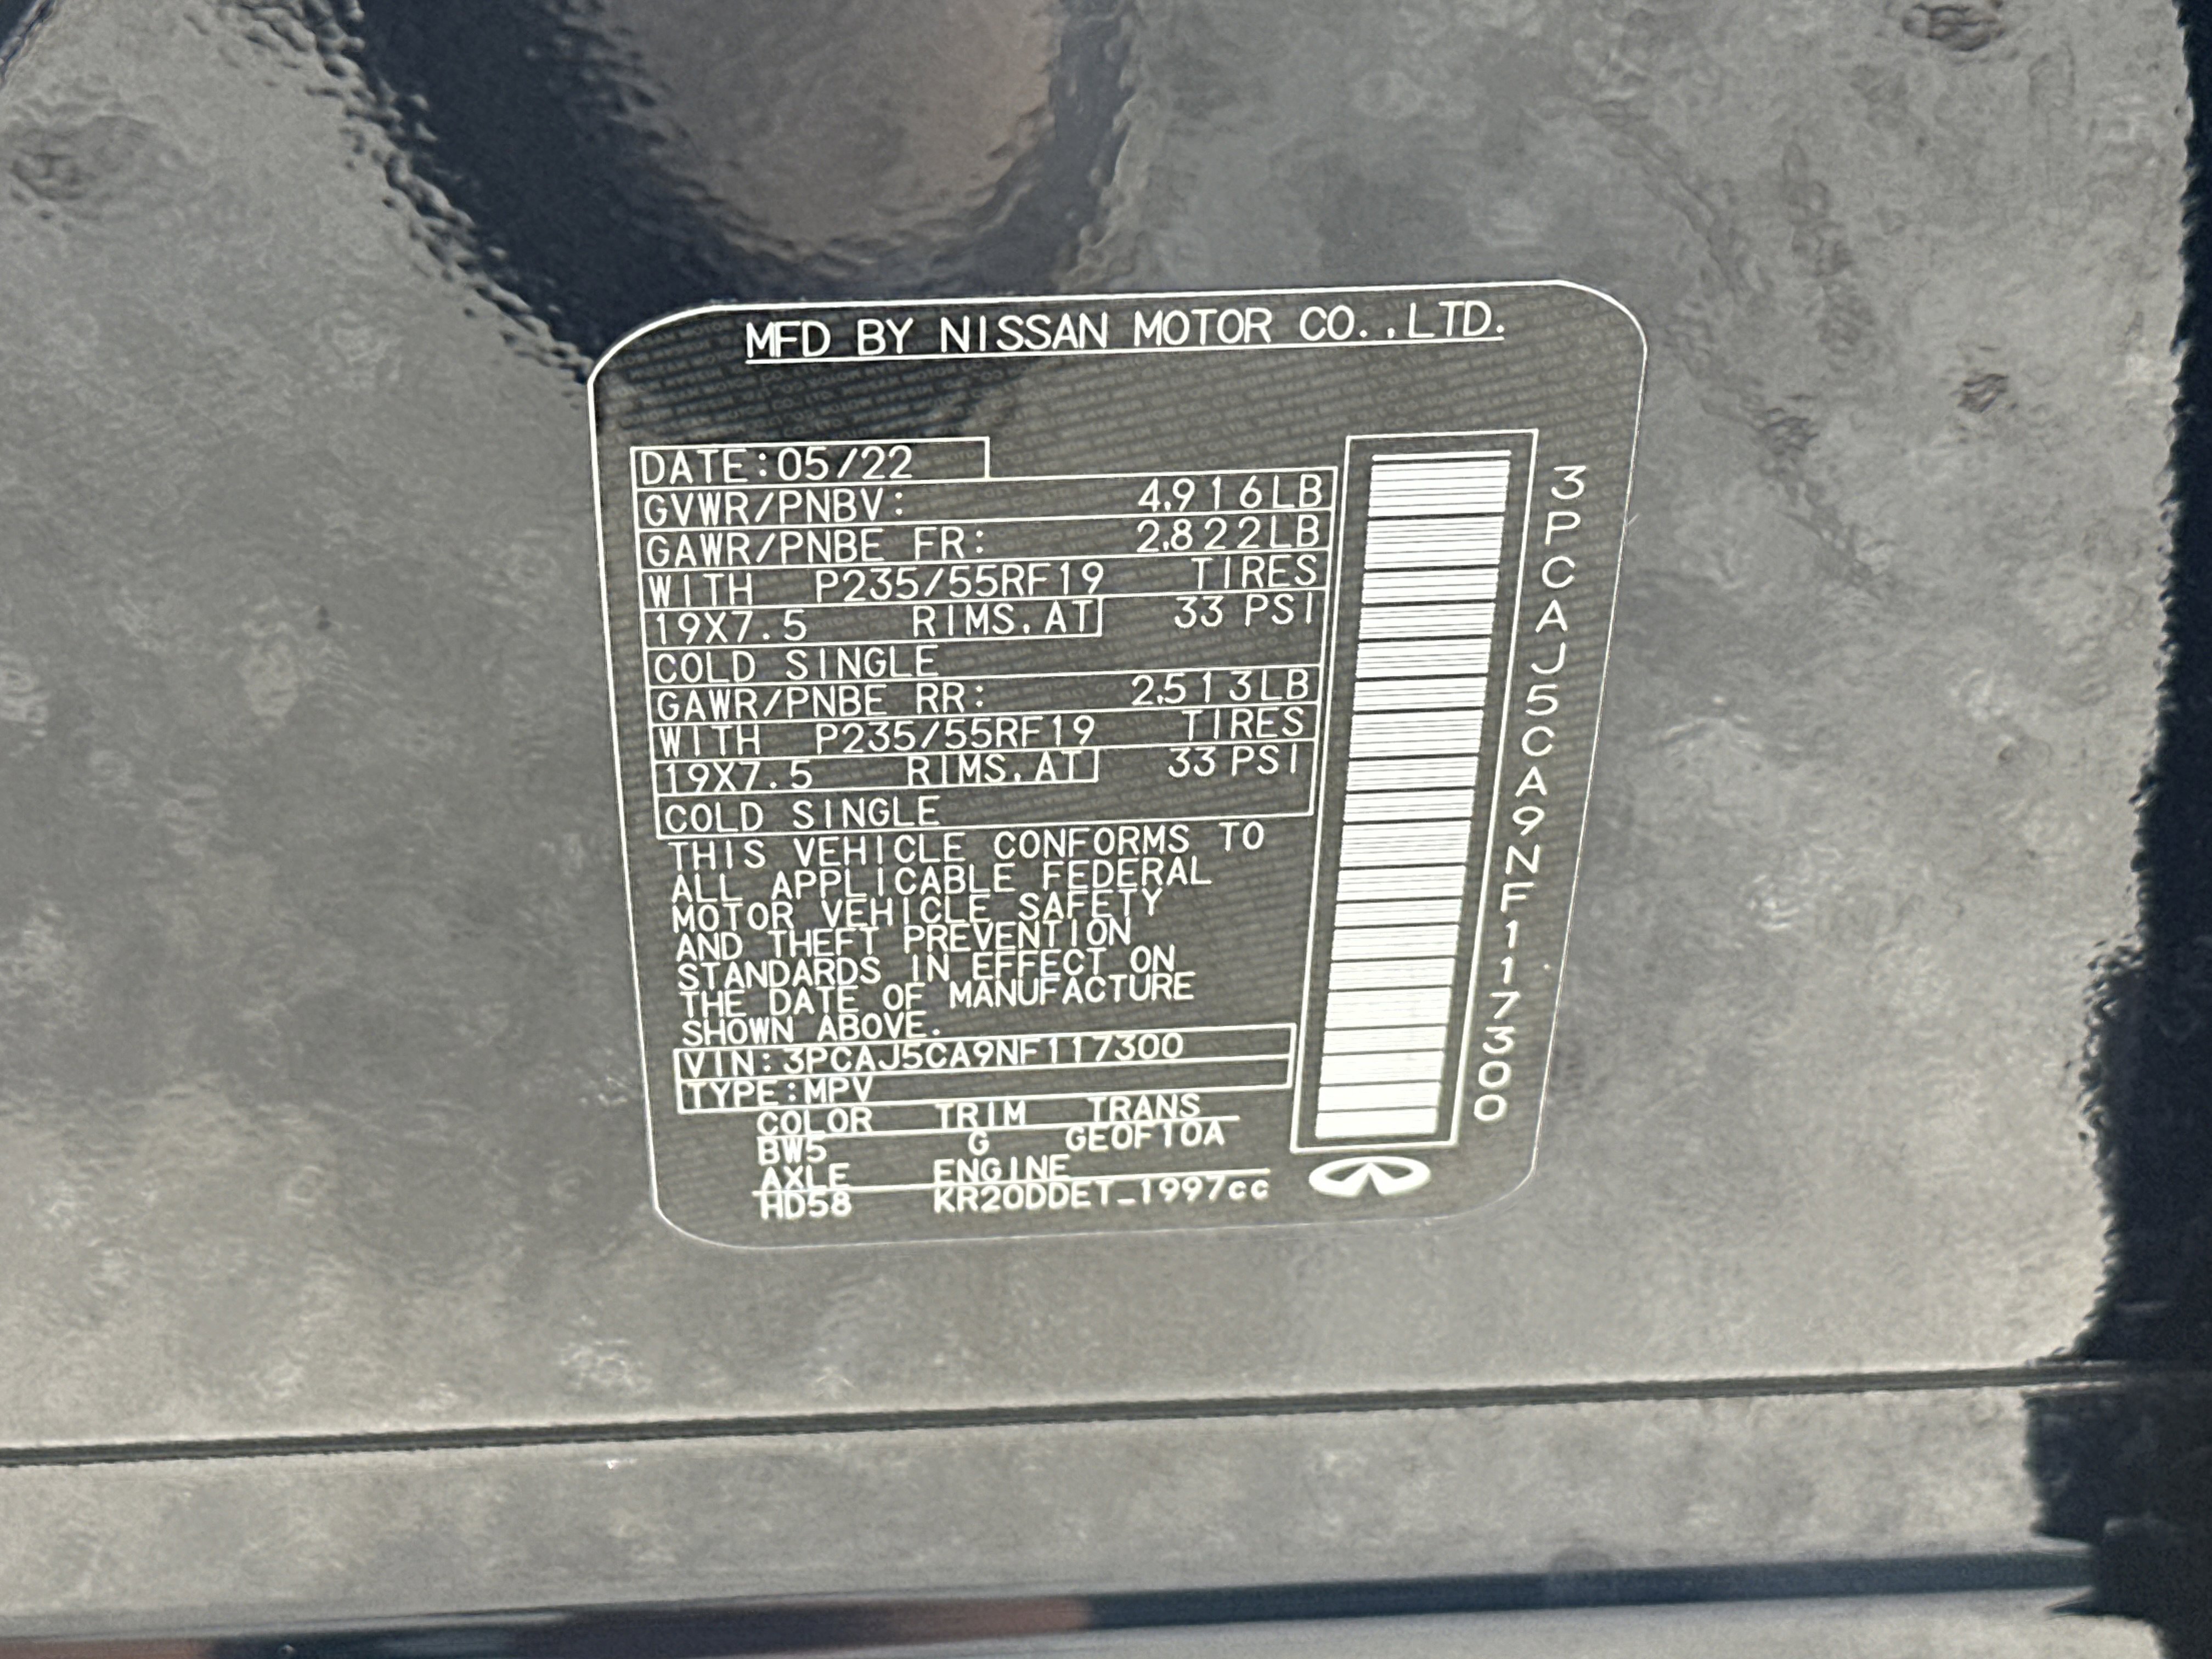 MFD BY NISSAN MOTOR CO.,LTD.
DATE:05/22
GVWR/PNBV: 4,916LB
GAWR/PNBE FR: 2,822LB
WITH P235/55RF19 TIRES
19X7.5 RIMS,AT 33 PSI
COLD SINGLE
GAWR/PNBE RR: 2,513LB
WITH P235/55RF19 TIRES
19X7.5 RIMS,AT 33 PSI
COLD SINGLE
THIS VEHICLE CONFORMS TO
ALL APPLICABLE FEDERAL
MOTOR VEHICLE SAFETY
AND THEFT PREVENTION
STANDARDS IN EFFECT ON
THE DATE OF MANUFACTURE
SHOWN ABOVE.
VIN:3PCAJ5CA9NF117300
TYPE:MPV
COLOR TRIM TRANS
BW5 G GE0F10A
AXLE ENGINE
HD58 KR20DDET_1997cc
3PCAJ5CA9NF117300